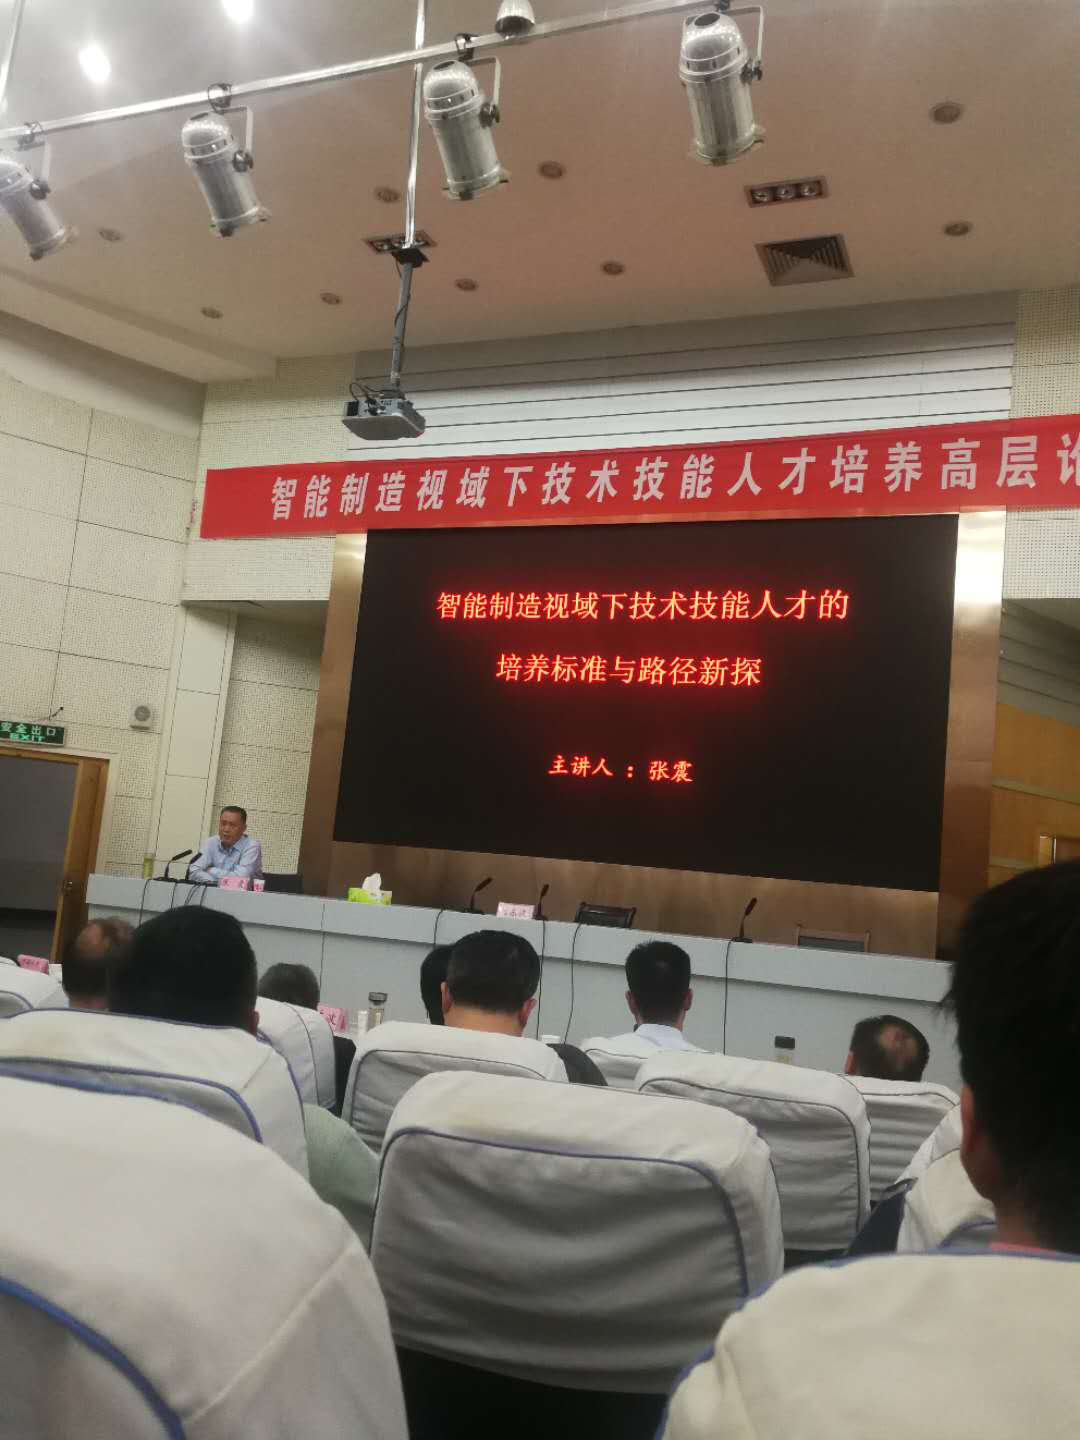 智能制造视域下技术技能人才培养高层论
智能制造视域下技术技能人才的
培养标准与路径新探
主讲人：张震
安全出口
EXIT